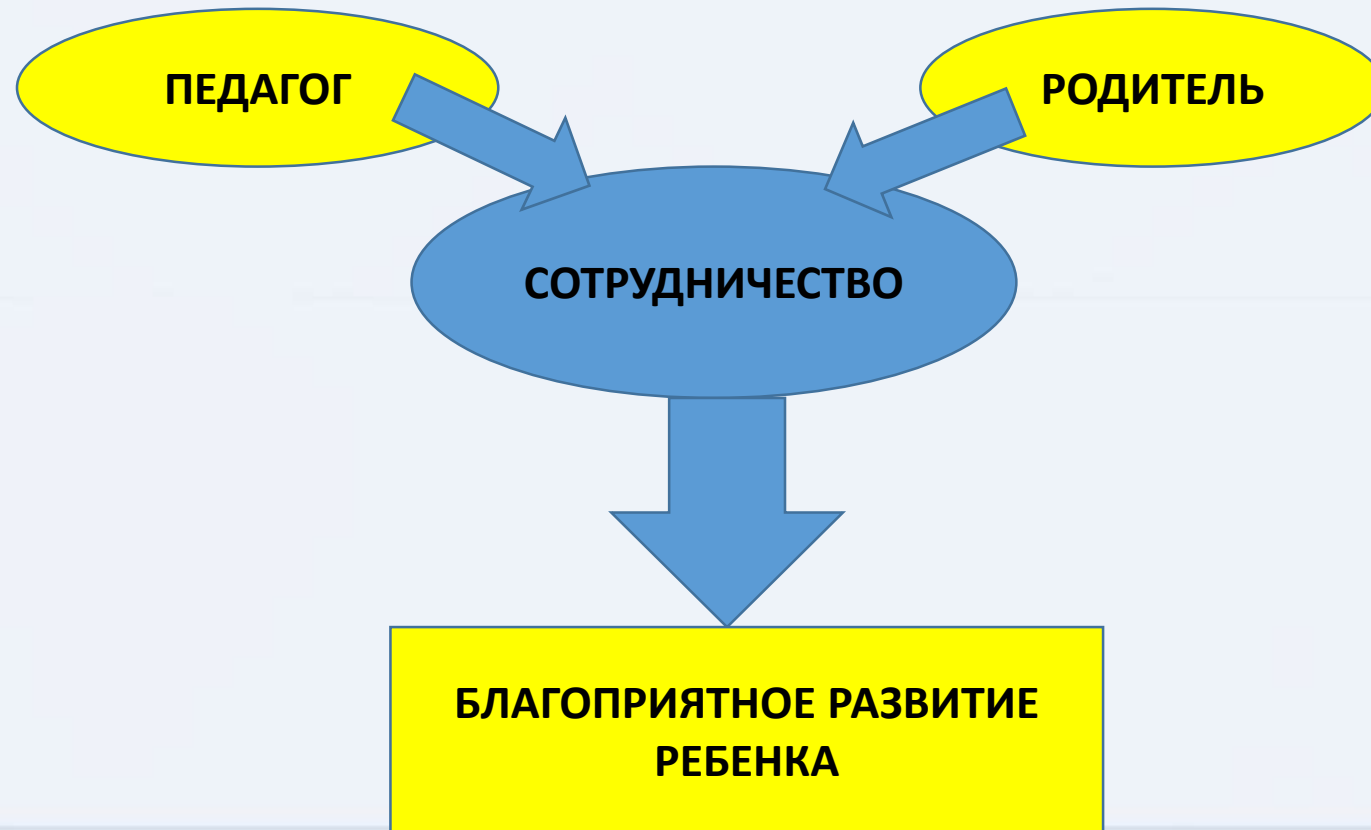 ПЕДАГОГ
РОДИТЕЛЬ
СОТРУДНИЧЕСТВО
БЛАГОПРИЯТНОЕ РАЗВИТИЕ
РЕБЕНКА